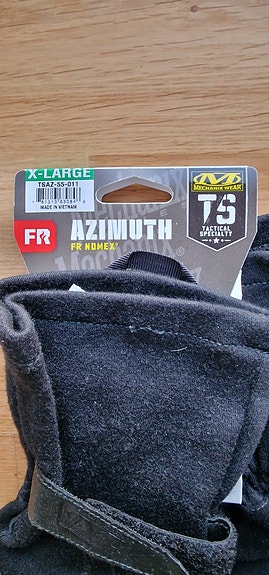 X-LARGE
TSAZ-55-011
MADE IN VIETNAM
MECHANIX WEAR
TS
TACTICAL
SPECIALTY
FR
AZIMUTH
FR NOMEX®